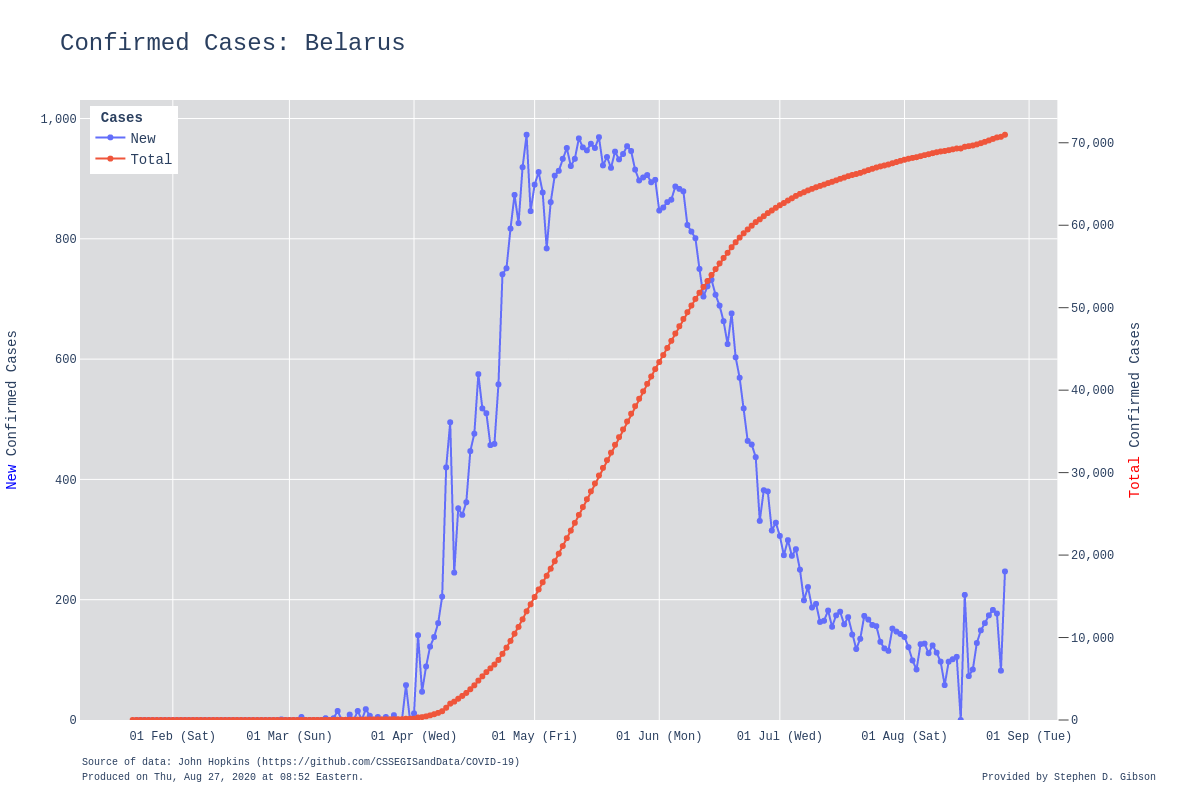 Confirmed Cases: Belarus
Cases
New
Total
1,000
800
600
400
200
0
New Confirmed Cases
70,000
60,000
50,000
40,000
30,000
20,000
10,000
0
Total Confirmed Cases
01 Feb (Sat) 01 Mar (Sun) 01 Apr (Wed) 01 May (Fri) 01 Jun (Mon) 01 Jul (Wed) 01 Aug (Sat) 01 Sep (Tue)
Source of data: John Hopkins (https://github.com/CSSEGISandData/COVID-19)
Produced on Thu, Aug 27, 2020 at 08:52 Eastern.
Provided by Stephen D. Gibson